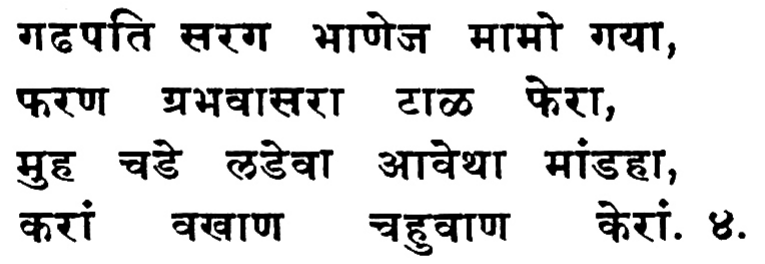 गढपति सरग भाणेज मामो गया,
फरण ग्रभवासरा टाळ फेरा,
मुह चडे लडेवा आवेथा मांडहा,
करां वखाण चहुवाण केरां. ४.